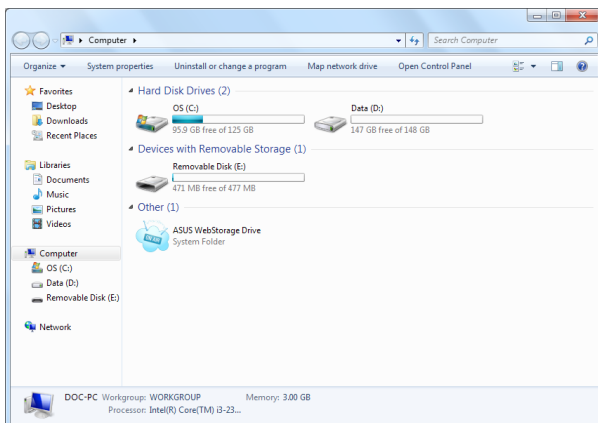 Computer
Search Computer
Organize
System properties
Uninstall or change a program
Map network drive
Open Control Panel
Favorites
Desktop
Downloads
Recent Places
Libraries
Documents
Music
Pictures
Videos
Computer
OS (C:)
Data (D:)
Removable Disk (E:)
Network
Hard Disk Drives (2)
OS (C:)
95.9 GB free of 125 GB
Data (D:)
147 GB free of 148 GB
Devices with Removable Storage (1)
Removable Disk (E:)
471 MB free of 477 MB
Other (1)
ASUS WebStorage Drive
System Folder
DOC-PC Workgroup: WORKGROUP Memory: 3.00 GB
Processor: Intel(R) Core(TM) i3-23...